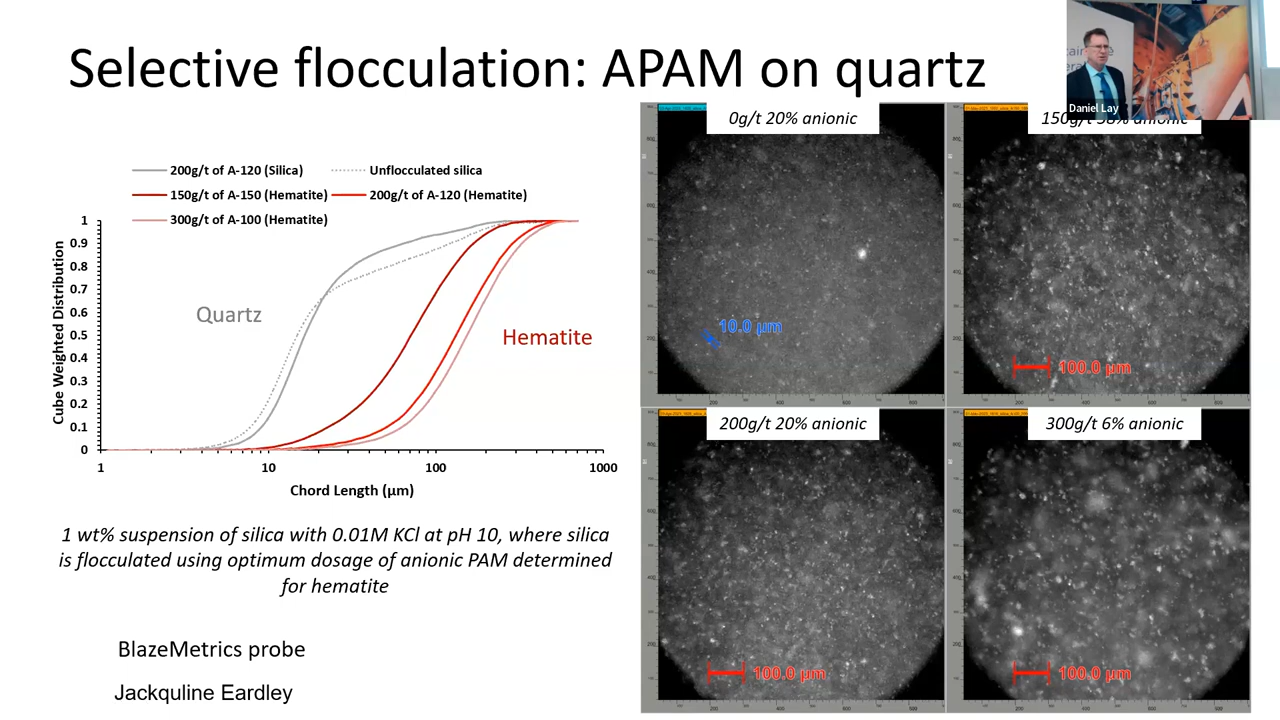 Selective flocculation: APAM on quartz
Daniel Lay
200g/t of A-120 (Silica)
Unflocculated silica
150g/t of A-150 (Hematite)
200g/t of A-120 (Hematite)
300g/t of A-100 (Hematite)
Cube Weighted Distribution
1
0.9
0.8
0.7
0.6
0.5
0.4
0.3
0.2
0.1
0
Quartz
Hematite
1
10
100
1000
Chord Length (µm)
1 wt% suspension of silica with 0.01M KCl at pH 10, where silica
is flocculated using optimum dosage of anionic PAM determined
for hematite
BlazeMetrics probe
Jackquline Eardley
0g/t 20% anionic
10.0 µm
150g/t anionic
100.0 µm
200g/t 20% anionic
100.0 µm
300g/t 6% anionic
100.0 µm